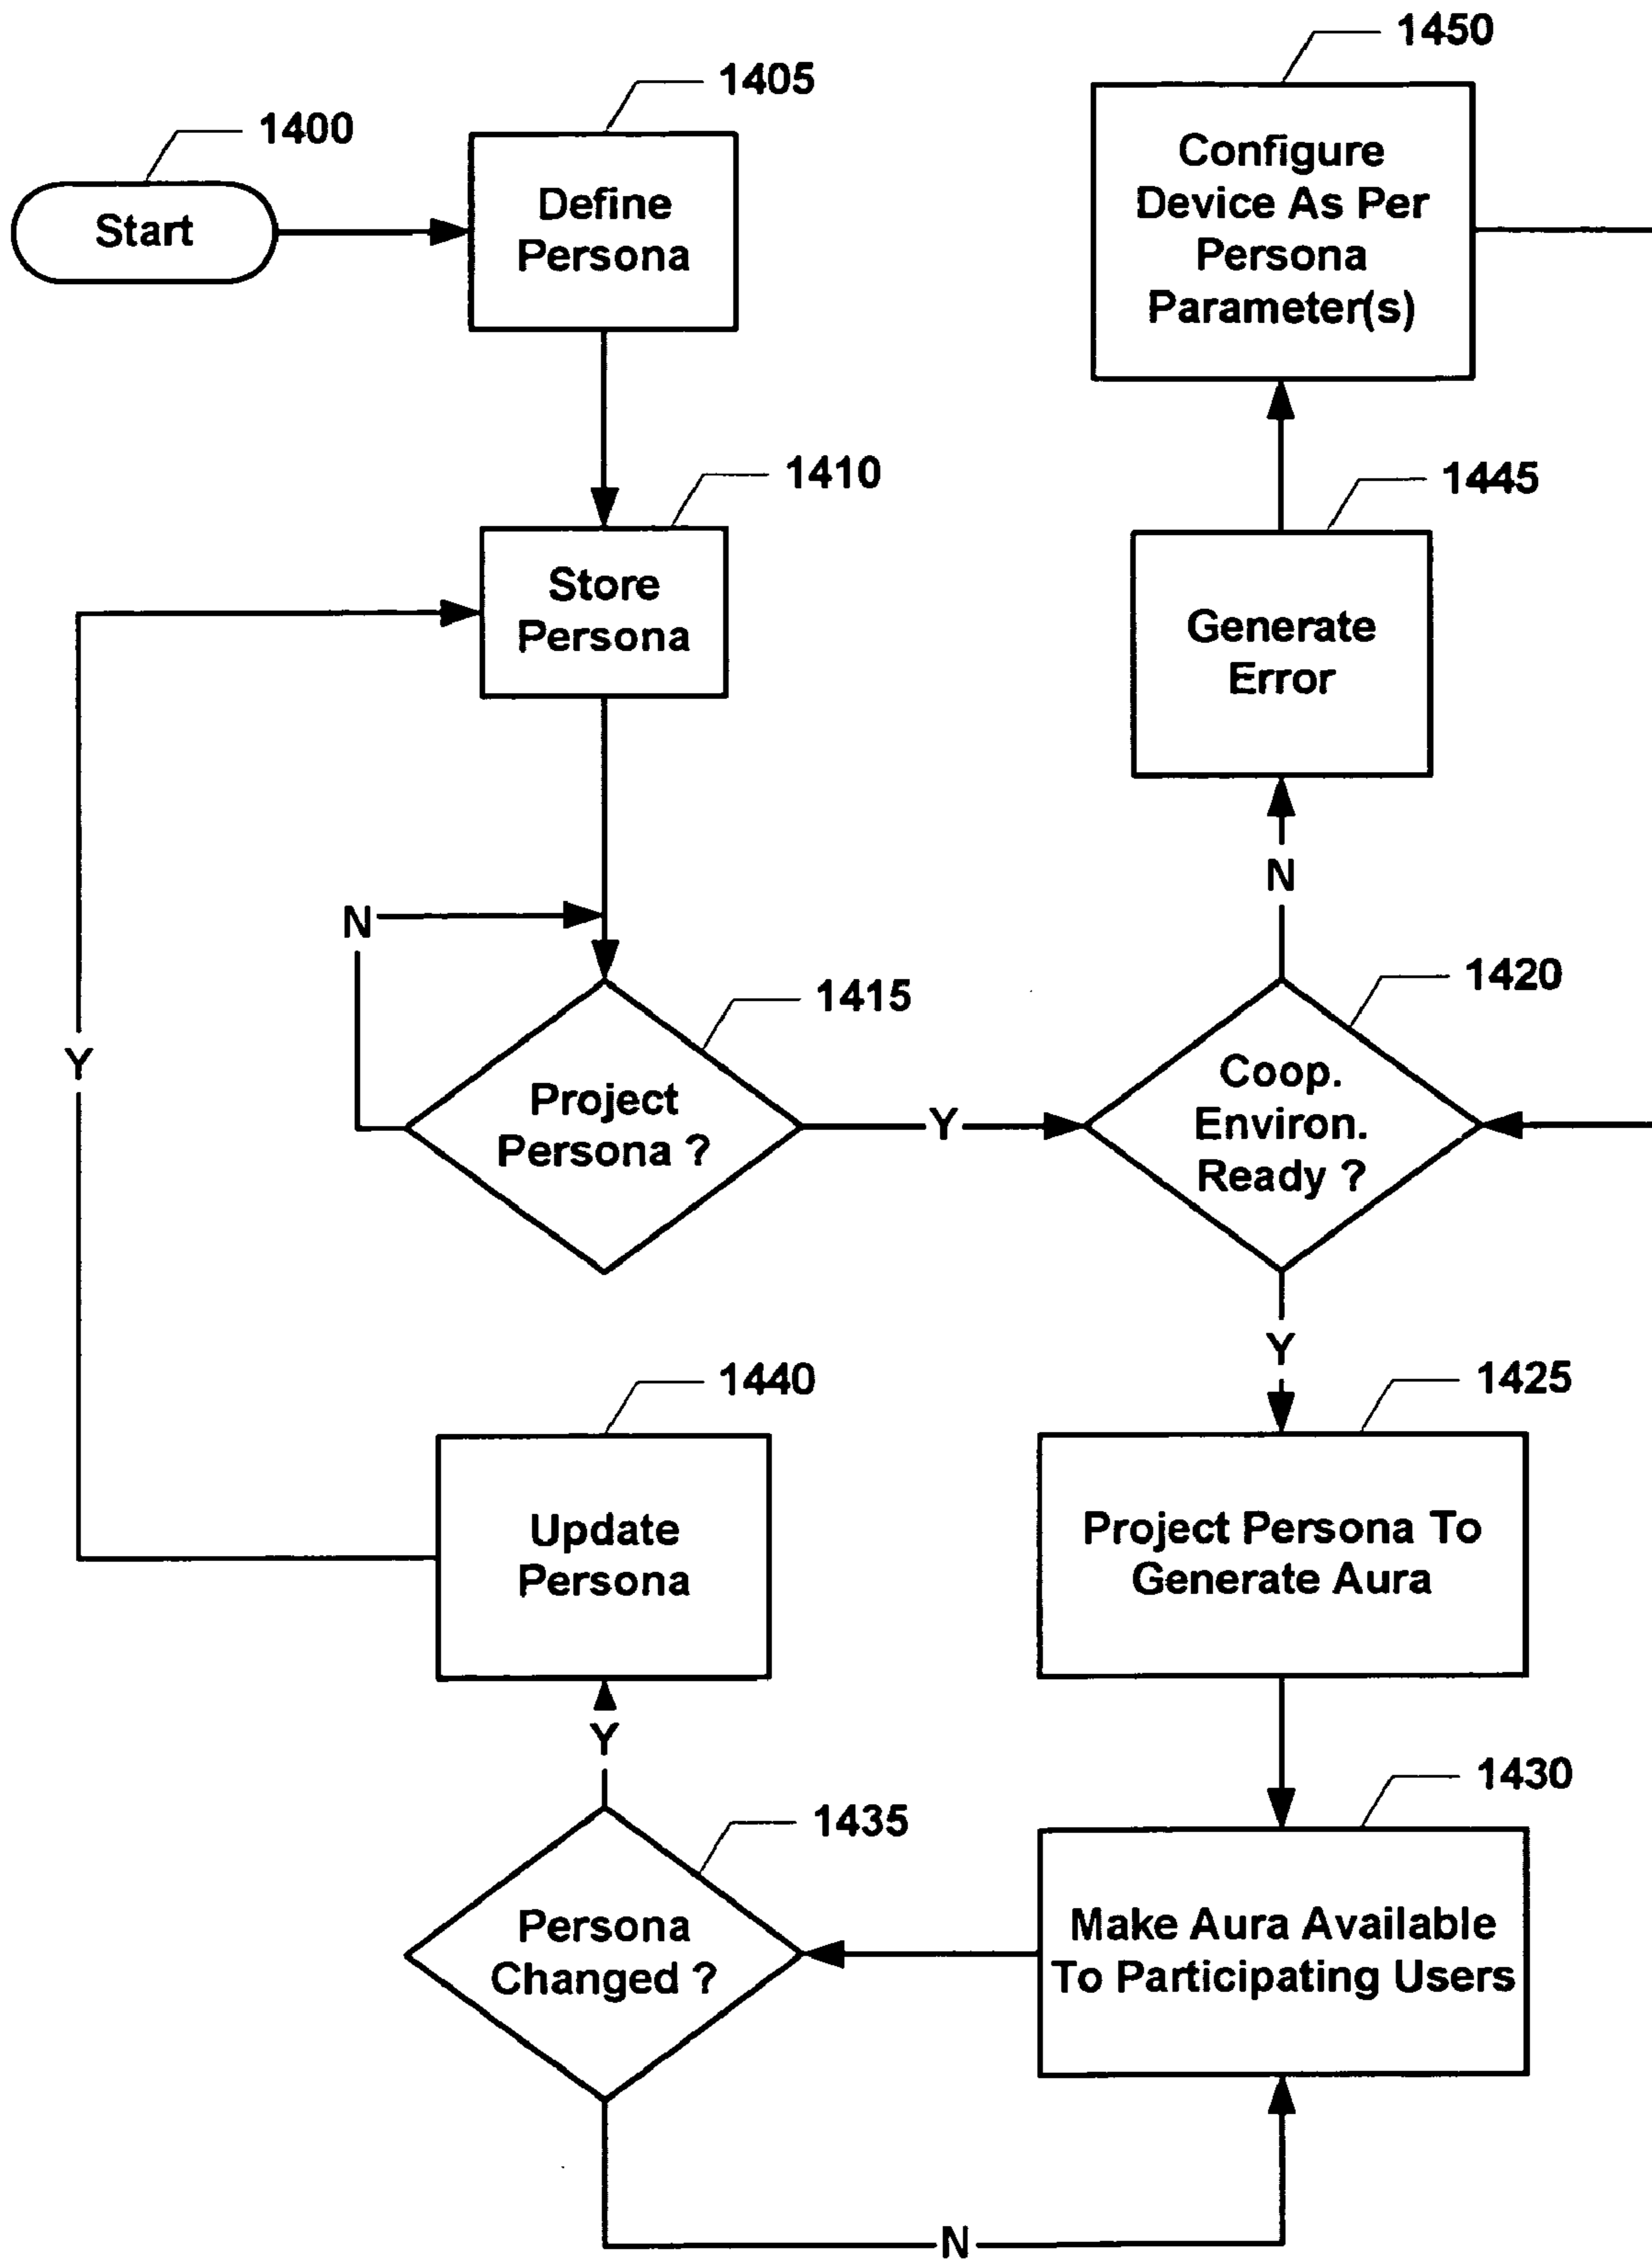 1400
Start
1405
Define
Persona
1410
Store
Persona
N
1415
Project
Persona ?
Y
1420
Coop.
Environ.
Ready ?
N
1445
Generate
Error
1450
Configure
Device As Per
Persona
Parameter(s)
Y
1425
Project Persona To
Generate Aura
1430
Make Aura Available
To Participating Users
1435
Persona
Changed ?
N
Y
1440
Update
Persona
Y